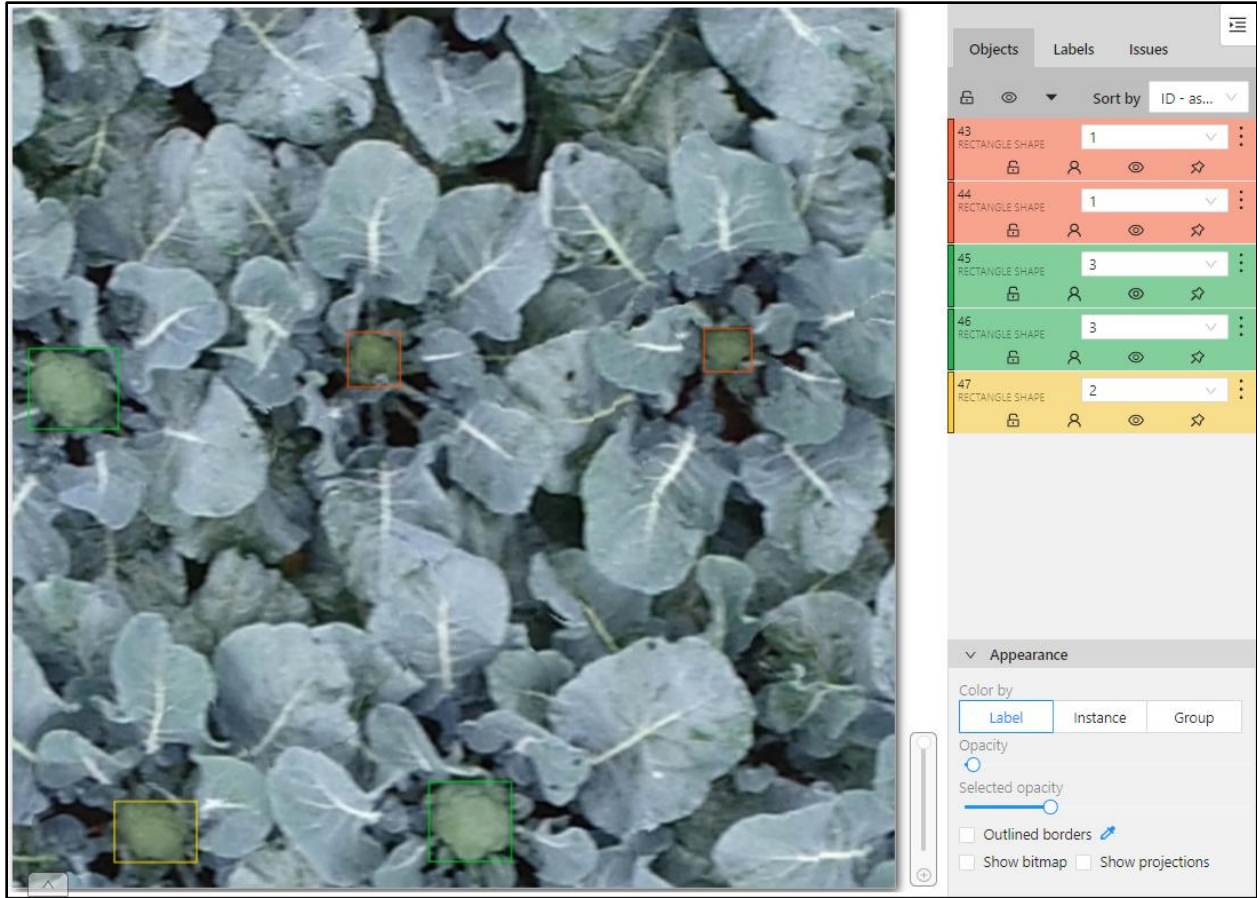 Objects Labels Issues
Sort by ID - as...
43 1
RECTANGLE SHAPE
44 1
RECTANGLE SHAPE
45 3
RECTANGLE SHAPE
46 3
RECTANGLE SHAPE
47 2
RECTANGLE SHAPE
Appearance
Color by
Label Instance Group
Opacity
Selected opacity
Outlined borders
Show bitmap Show projections